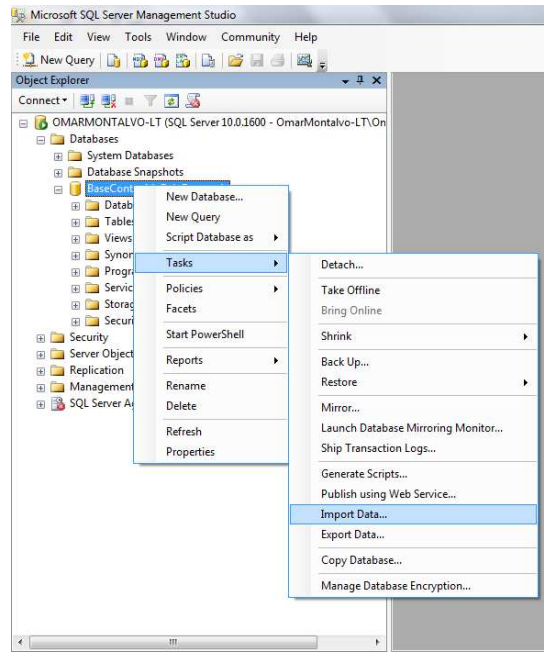 Microsoft SQL Server Management Studio
File Edit View Tools Window Community Help
New Query
Object Explorer
Connect
OMARMONTALVO-LT (SQL Server 10.0.1600 - OmarMontalvo-LT\Om
Databases
System Databases
Database Snapshots
BaseCont
Datab
Tables
Views
Synor
Progr
Servic
Storag
Securi
Security
Server Object
Replication
Management
SQL Server A
New Database...
New Query
Script Database as
Tasks
Policies
Facets
Start PowerShell
Reports
Rename
Delete
Refresh
Properties
Detach...
Take Offline
Bring Online
Shrink
Back Up...
Restore
Mirror...
Launch Database Mirroring Monitor...
Ship Transaction Logs...
Generate Scripts...
Publish using Web Service...
Import Data...
Export Data...
Copy Database...
Manage Database Encryption...